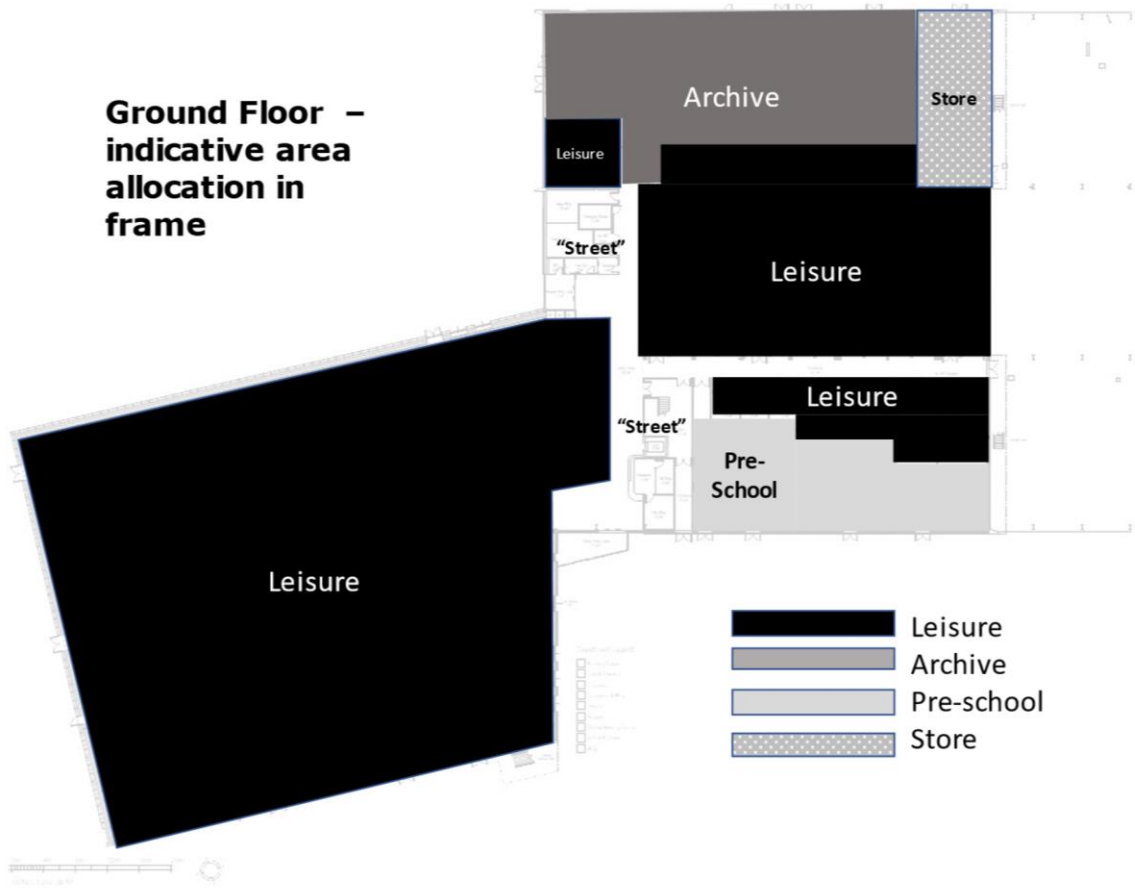 Ground Floor –
indicative area
allocation in
frame
Archive
Store
Leisure
“Street”
Leisure
Leisure
“Street”
Pre-
School
Leisure
Leisure
Archive
Pre-school
Store